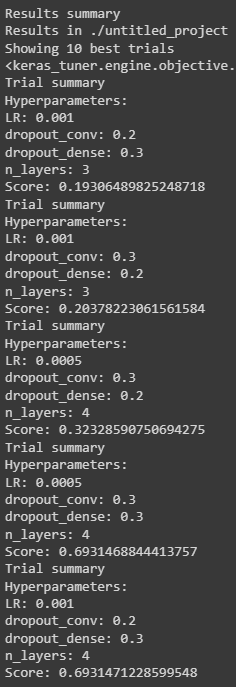 Results summary
Results in ./untitled_project
Showing 10 best trials
<keras_tuner.engine.objective.
Trial summary
Hyperparameters:
LR: 0.001
dropout_conv: 0.2
dropout_dense: 0.3
n_layers: 3
Score: 0.19306489825248718
Trial summary
Hyperparameters:
LR: 0.001
dropout_conv: 0.3
dropout_dense: 0.2
n_layers: 3
Score: 0.20378223061561584
Trial summary
Hyperparameters:
LR: 0.0005
dropout_conv: 0.3
dropout_dense: 0.2
n_layers: 4
Score: 0.32328590750694275
Trial summary
Hyperparameters:
LR: 0.0005
dropout_conv: 0.3
dropout_dense: 0.3
n_layers: 4
Score: 0.6931468844413757
Trial summary
Hyperparameters:
LR: 0.001
dropout_conv: 0.2
dropout_dense: 0.3
n_layers: 4
Score: 0.6931471228599548